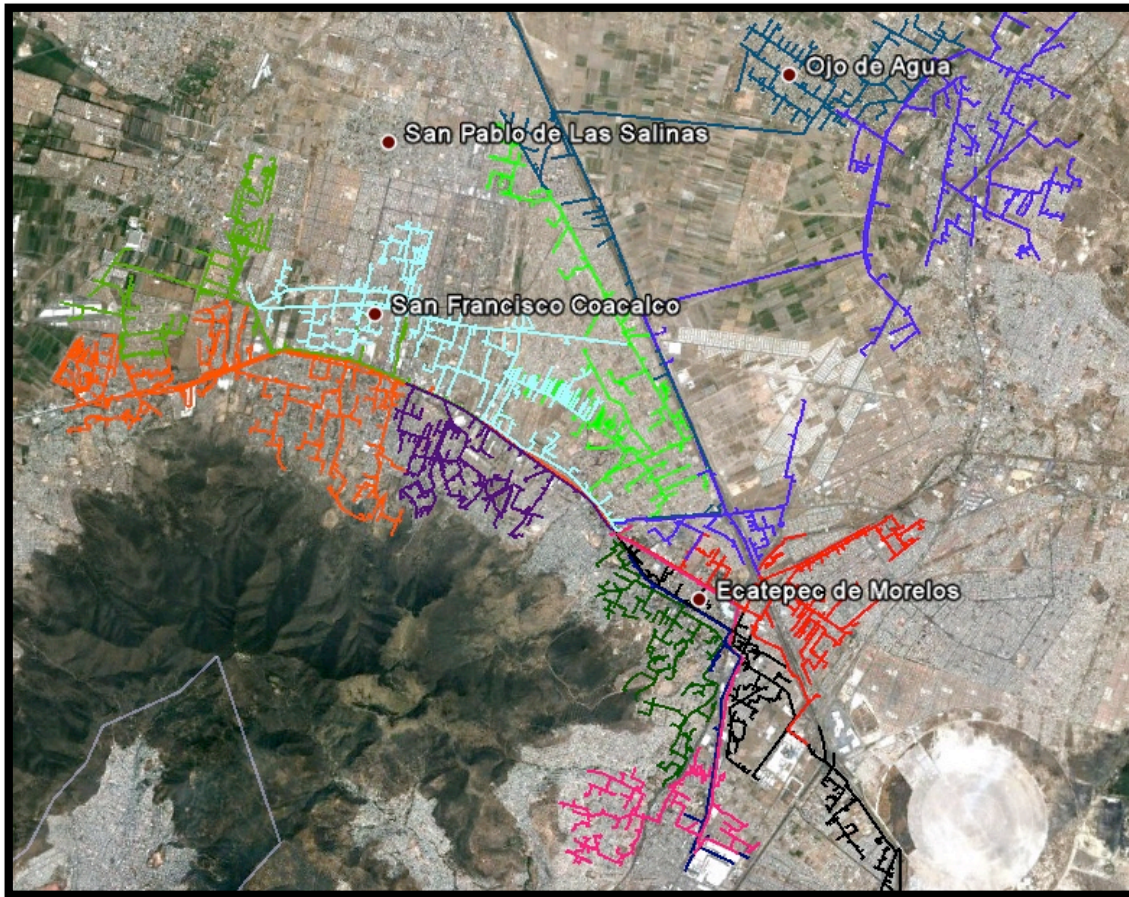 Ojo de Agua
San Pablo de Las Salinas
San Francisco Coacalco
Ecatepec de Morelos